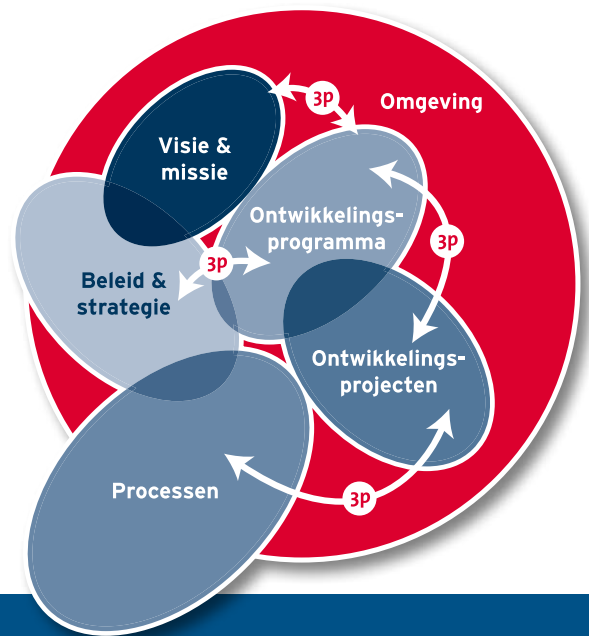 3p
Omgeving
Visie &
missie
Ontwikkelings-
programma
3p
3p
Beleid &
strategie
Ontwikkelings-
projecten
Processen
3p